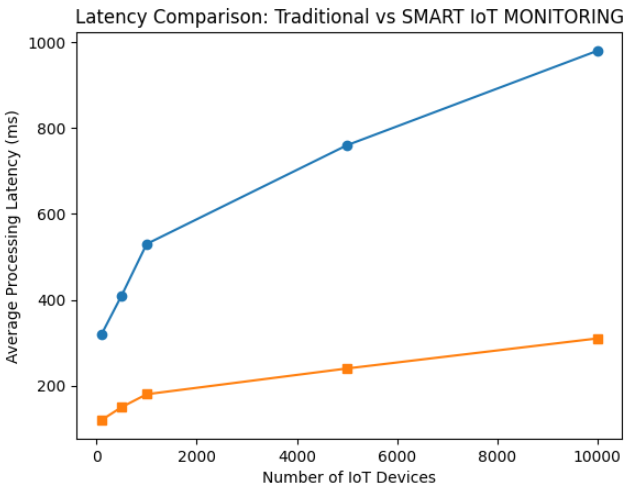 Latency Comparison: Traditional vs SMART IoT MONITORING
Average Processing Latency (ms)
1000
800
600
400
200
0 2000 4000 6000 8000 10000
Number of IoT Devices